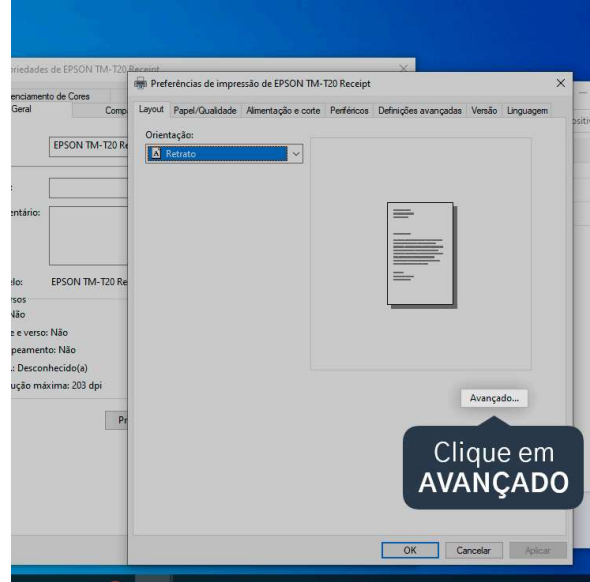 riedades de EPSON TM-T20 Receipt
enciamento de Cores
Geral
Comp
EPSON TM-T20 Re
entário:
elo: EPSON TM-T20 Re
rsos
Não
e e verso: Não
peamento: Não
.: Desconhecido(a)
ução máxima: 203 dpi
Pr
Preferências de impressão de EPSON TM-T20 Receipt
Layout Papel/Qualidade Alimentação e corte Periféricos Definições avançadas Versão Linguagem
Orientação:
Retrato
Avançado...
Clique em
AVANÇADO
OK Cancelar Aplicar